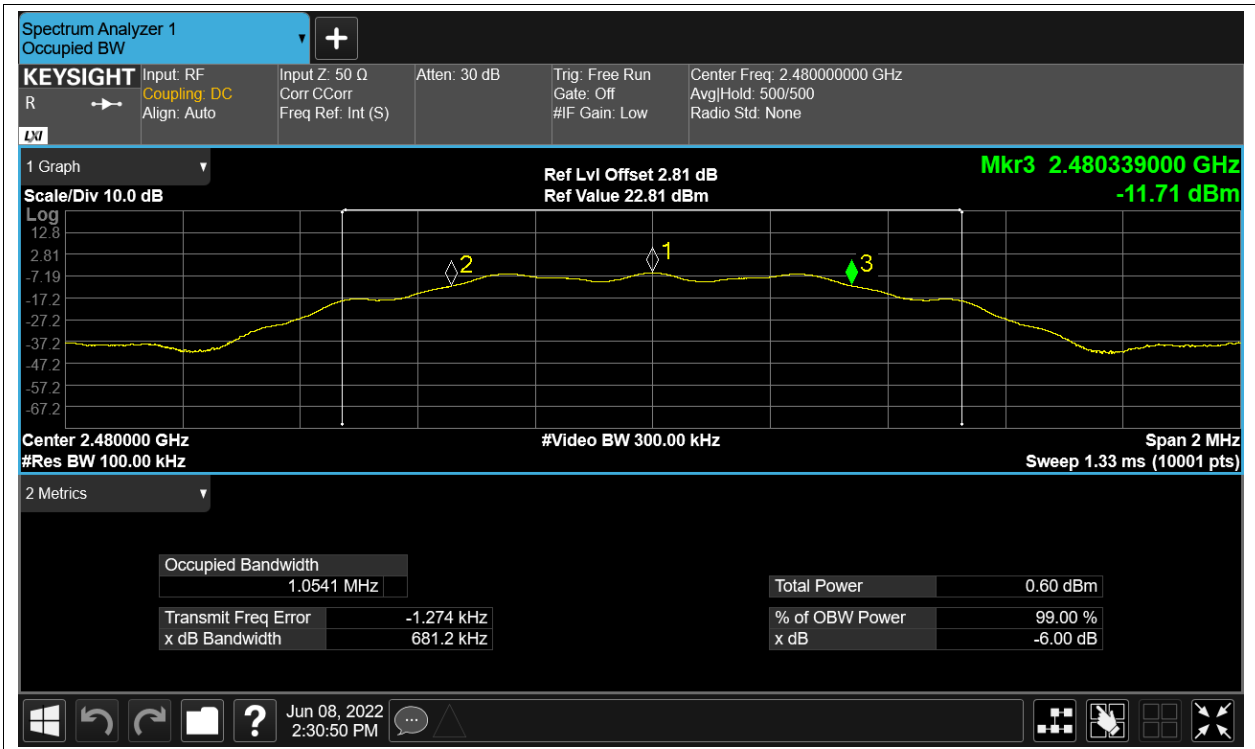 Spectrum Analyzer 1
Occupied BW
KEYSIGHT
R
LXI
Input: RF
Coupling: DC
Align: Auto
Input Z: 50 Ω
Corr CCorr
Freq Ref: Int (S)
Atten: 30 dB
Trig: Free Run
Gate: Off
#IF Gain: Low
Center Freq: 2.480000000 GHz
Avg|Hold: 500/500
Radio Std: None
1 Graph
Scale/Div 10.0 dB
Ref Lvl Offset 2.81 dB
Ref Value 22.81 dBm
Mkr3 2.480339000 GHz
-11.71 dBm
Log
12.8
2.81
-7.19
-17.2
-27.2
-37.2
-47.2
-57.2
-67.2
2
1
3
Center 2.480000 GHz
#Res BW 100.00 kHz
#Video BW 300.00 kHz
Span 2 MHz
Sweep 1.33 ms (10001 pts)
2 Metrics
Occupied Bandwidth
1.0541 MHz
Transmit Freq Error -1.274 kHz
x dB Bandwidth 681.2 kHz
Total Power 0.60 dBm
% of OBW Power 99.00 %
x dB -6.00 dB
?
Jun 08, 2022
2:30:50 PM